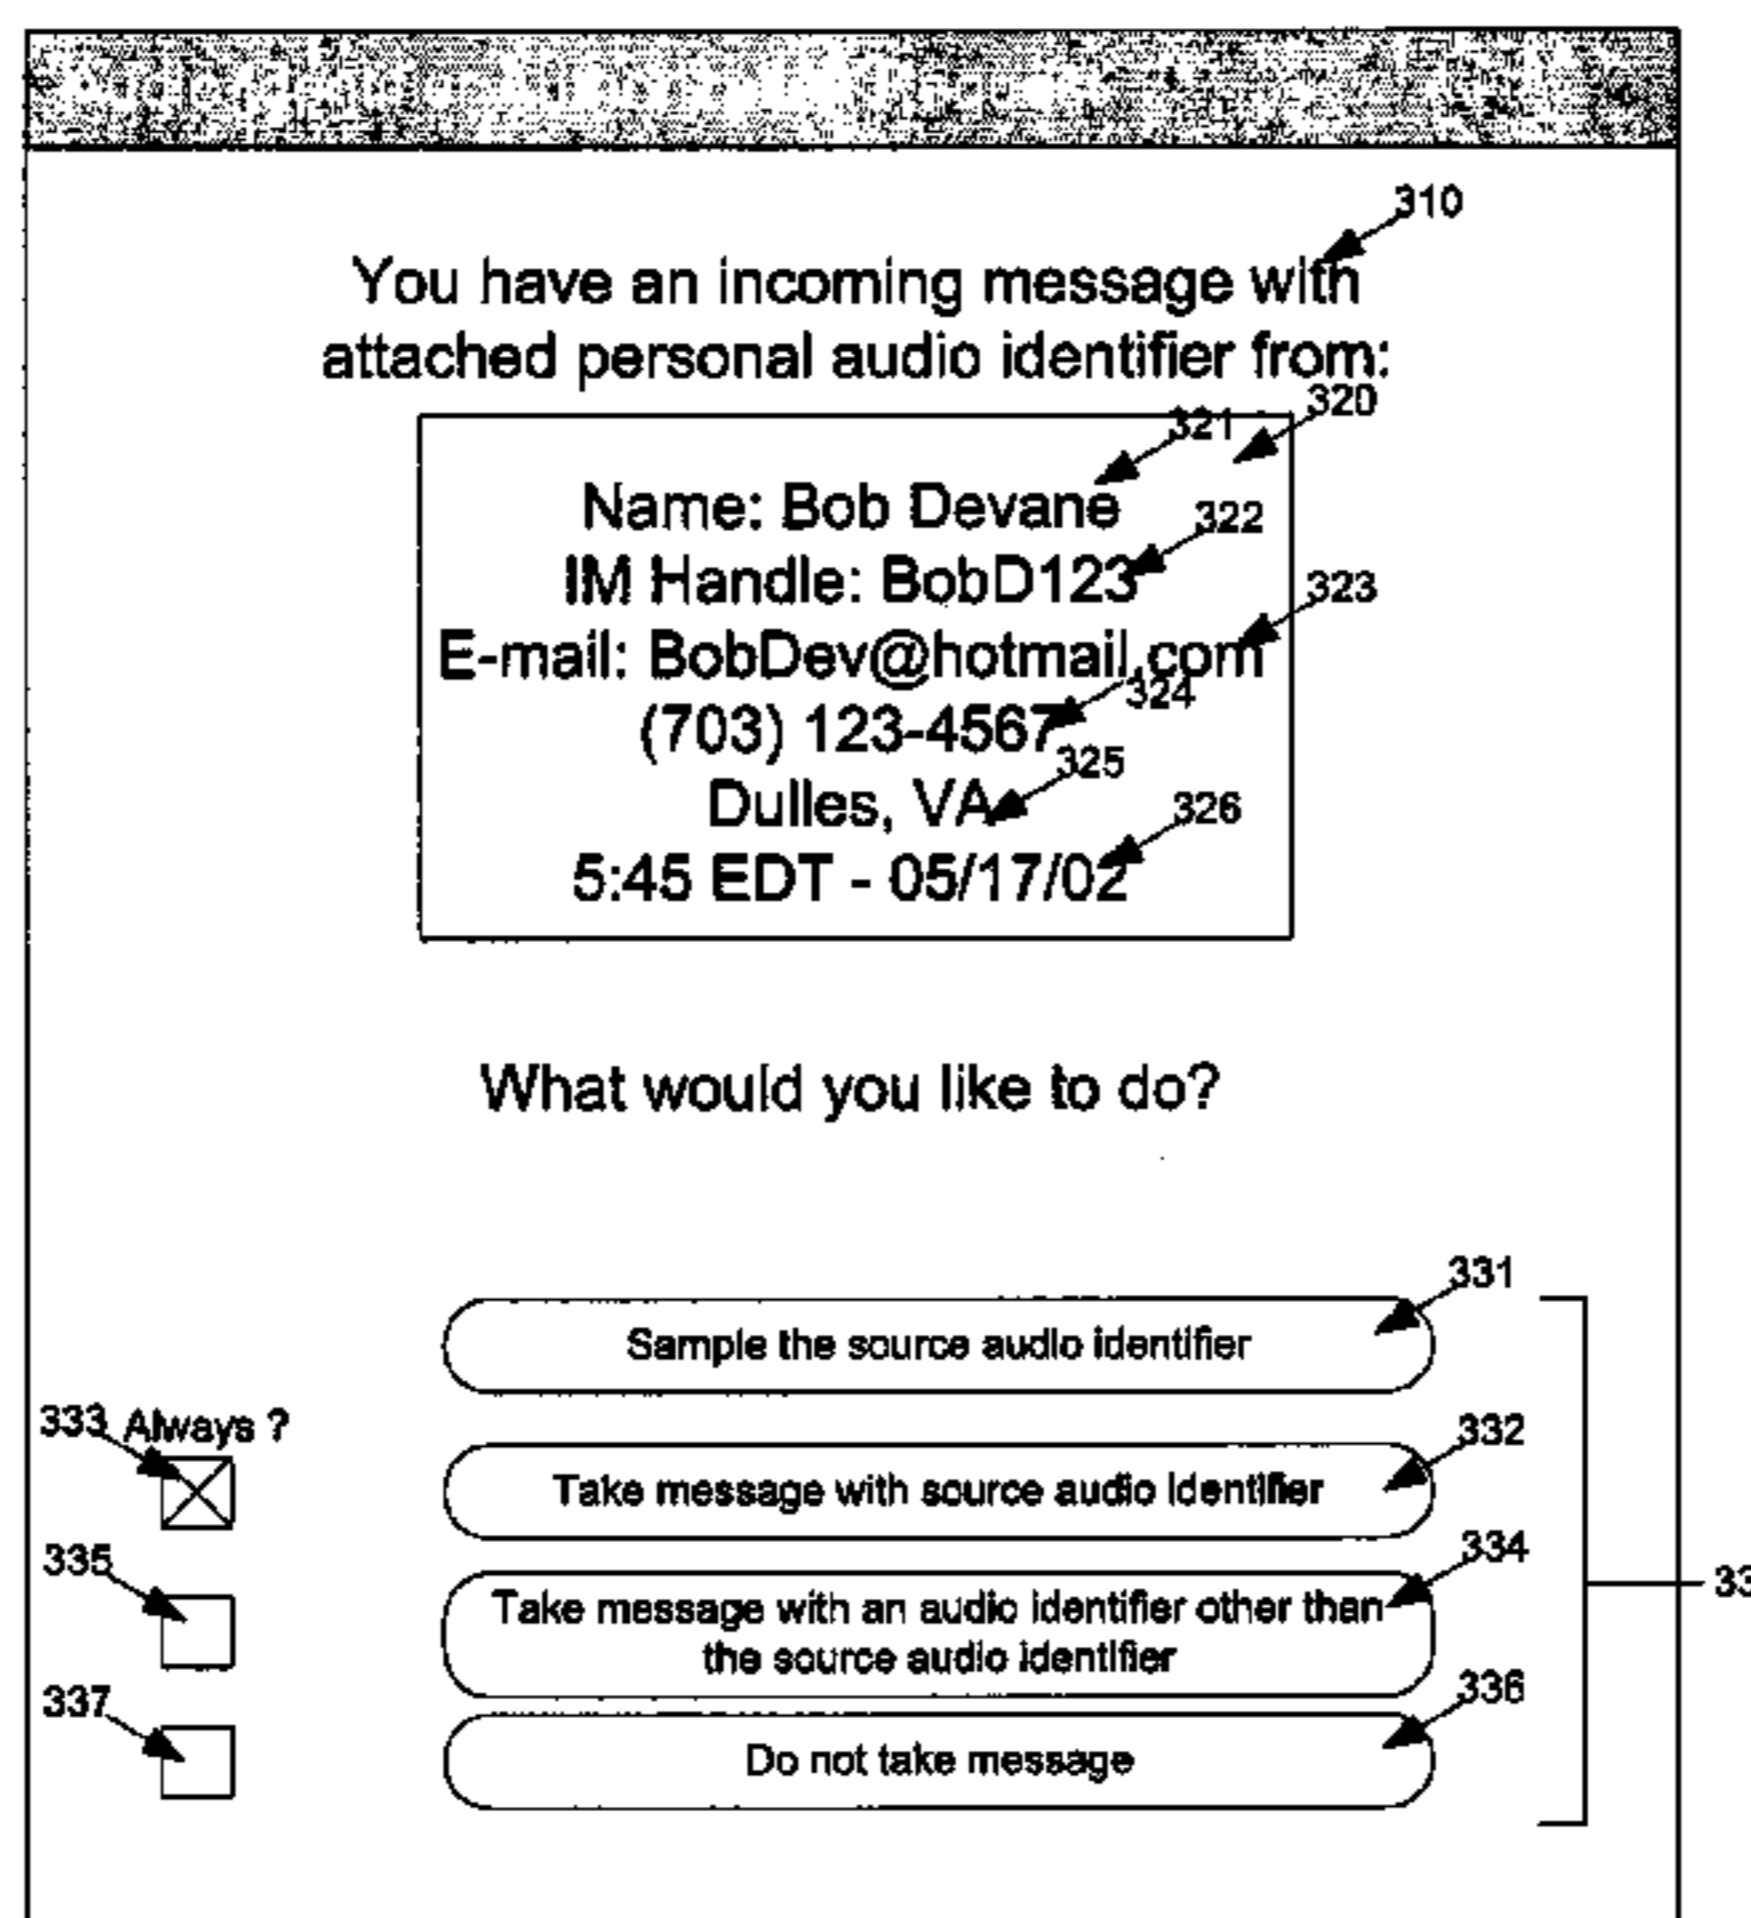 310
You have an incoming message with
attached personal audio identifier from:
320
321
Name: Bob Devane
322
IM Handle: BobD123
323
E-mail: BobDev@hotmail.com
324
(703) 123-4567
325
Dulles, VA
326
5:45 EDT - 05/17/02
What would you like to do?
331
Sample the source audio identifier
333 Always ?
332
Take message with source audio identifier
335
334
Take message with an audio identifier other than
the source audio identifier
337
336
Do not take message